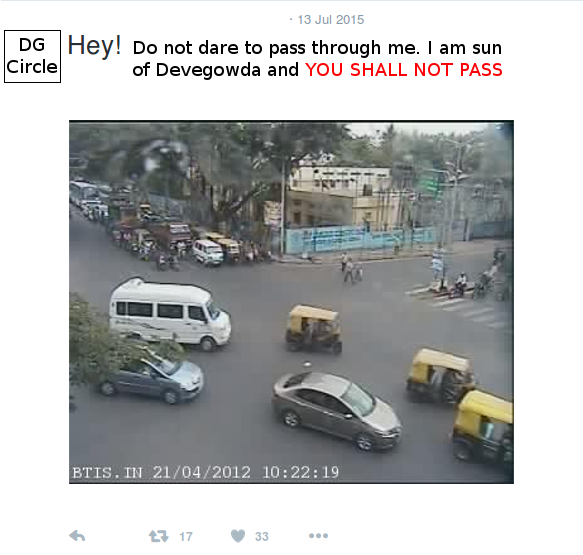 · 13 Jul 2015
DG
Circle
Hey! Do not dare to pass through me. I am sun
of Devegowda and YOU SHALL NOT PASS
BTIS.IN 21/04/2012 10:22:19
17
33